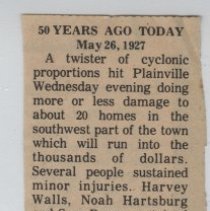 50 YEARS AGO TODAY
May 26, 1927
A twister of cyclonic
proportions hit Plainville
Wednesday evening doing
more or less damage to
about 20 homes in the
southwest part of the town
which will run into the
thousands of dollars.
Several people sustained
minor injuries. Harvey
Walls, Noah Hartsburg